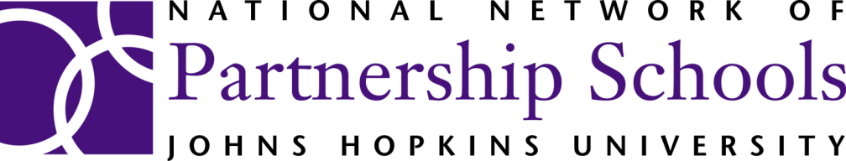 NATIONAL NETWORK OF
Partnership Schools
JOHNS HOPKINS UNIVERSITY